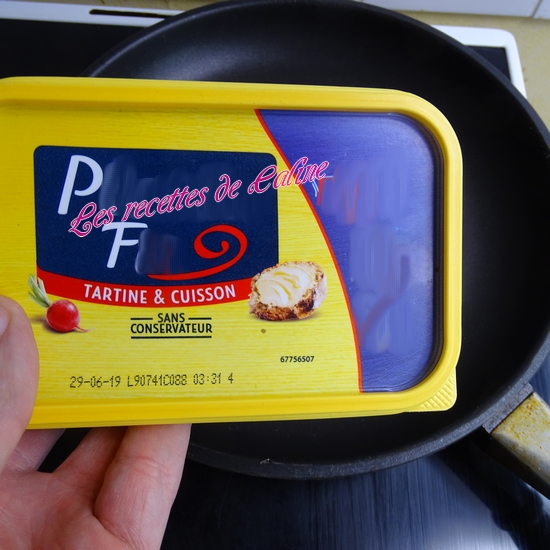 P
Les recettes de Laline
F
TARTINE & CUISSON
SANS
CONSERVATEUR
67756507
29-06-19 L90741C088 03:31 4